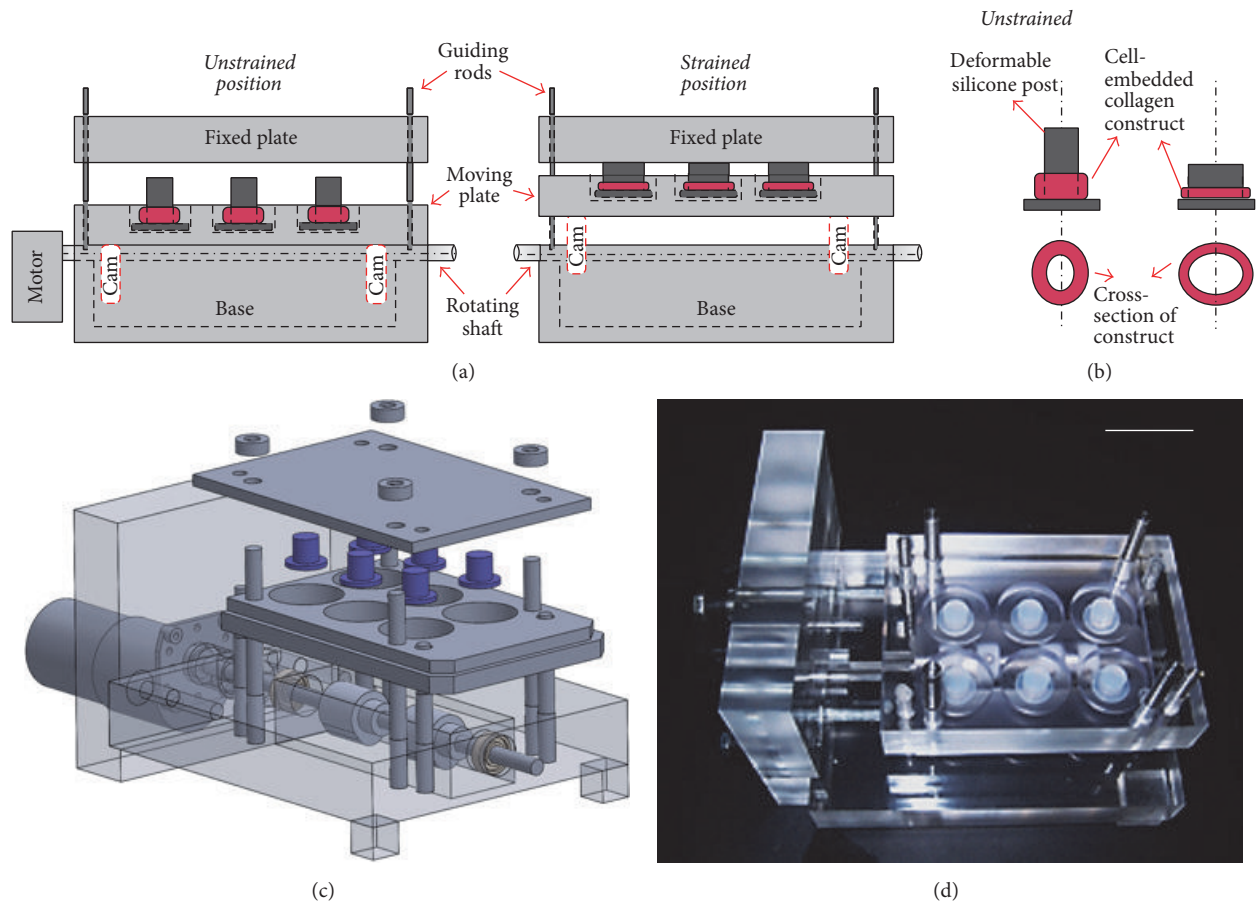 Unstrained
position
Guiding
rods
Strained
position
Fixed plate
Fixed plate
Moving
plate
Motor
Cam
Cam
Cam
Cam
Base
Rotating
shaft
Base
(a)
Unstrained
Deformable
silicone post
Cell-
embedded
collagen
construct
Cross-
section of
construct
(b)
(c)
(d)